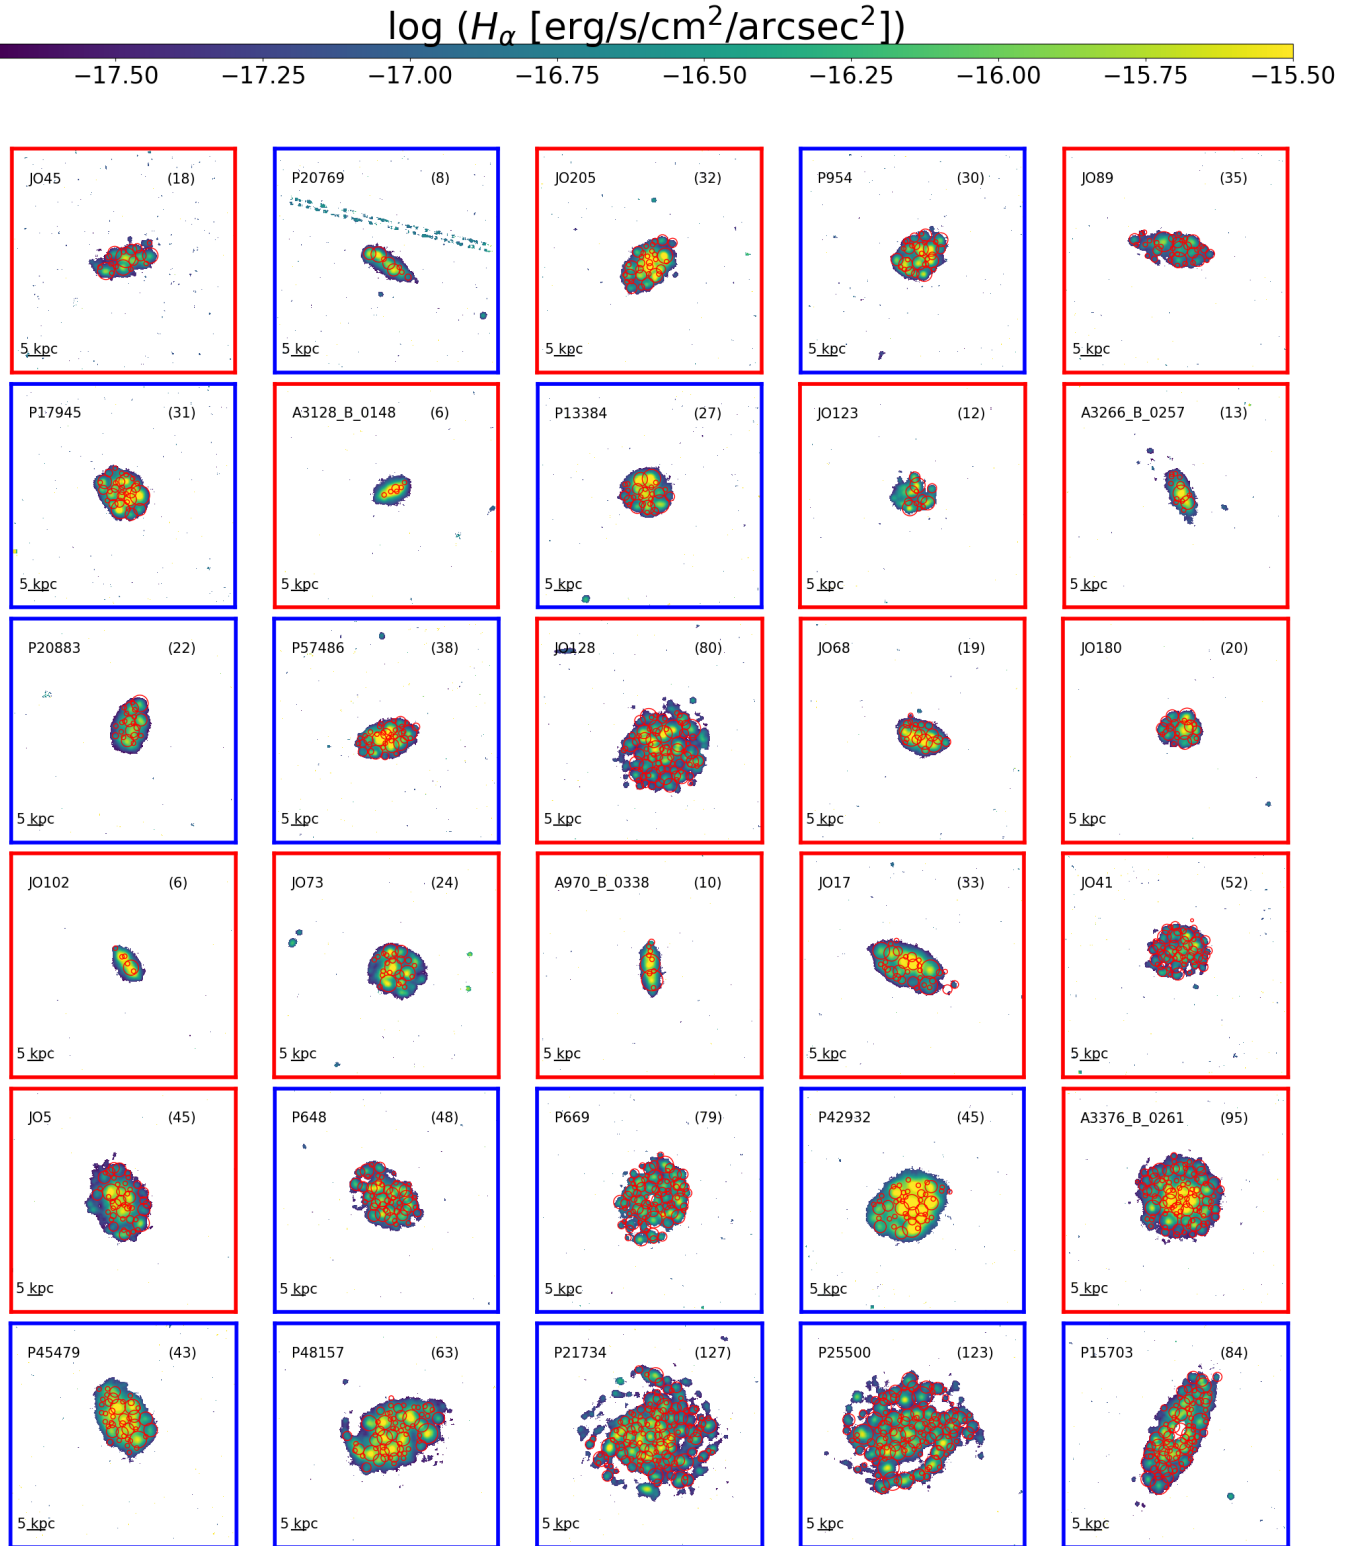 log (Hα [erg/s/cm²/arcsec²])
−17.50 −17.25 −17.00 −16.75 −16.50 −16.25 −16.00 −15.75 −15.50
JO45 (18) P20769 (8) JO205 (32) P954 (30) JO89 (35)
5 kpc 5 kpc 5 kpc 5 kpc 5 kpc
P17945 (31) A3128_B_0148 (6) P13384 (27) JO123 (12) A3266_B_0257 (13)
5 kpc 5 kpc 5 kpc 5 kpc 5 kpc
P20883 (22) P57486 (38) JO128 (80) JO68 (19) JO180 (20)
5 kpc 5 kpc 5 kpc 5 kpc 5 kpc
JO102 (6) JO73 (24) A970_B_0338 (10) JO17 (33) JO41 (52)
5 kpc 5 kpc 5 kpc 5 kpc 5 kpc
JO5 (45) P648 (48) P669 (79) P42932 (45) A3376_B_0261 (95)
5 kpc 5 kpc 5 kpc 5 kpc 5 kpc
P45479 (43) P48157 (63) P21734 (127) P25500 (123) P15703 (84)
5 kpc 5 kpc 5 kpc 5 kpc 5 kpc